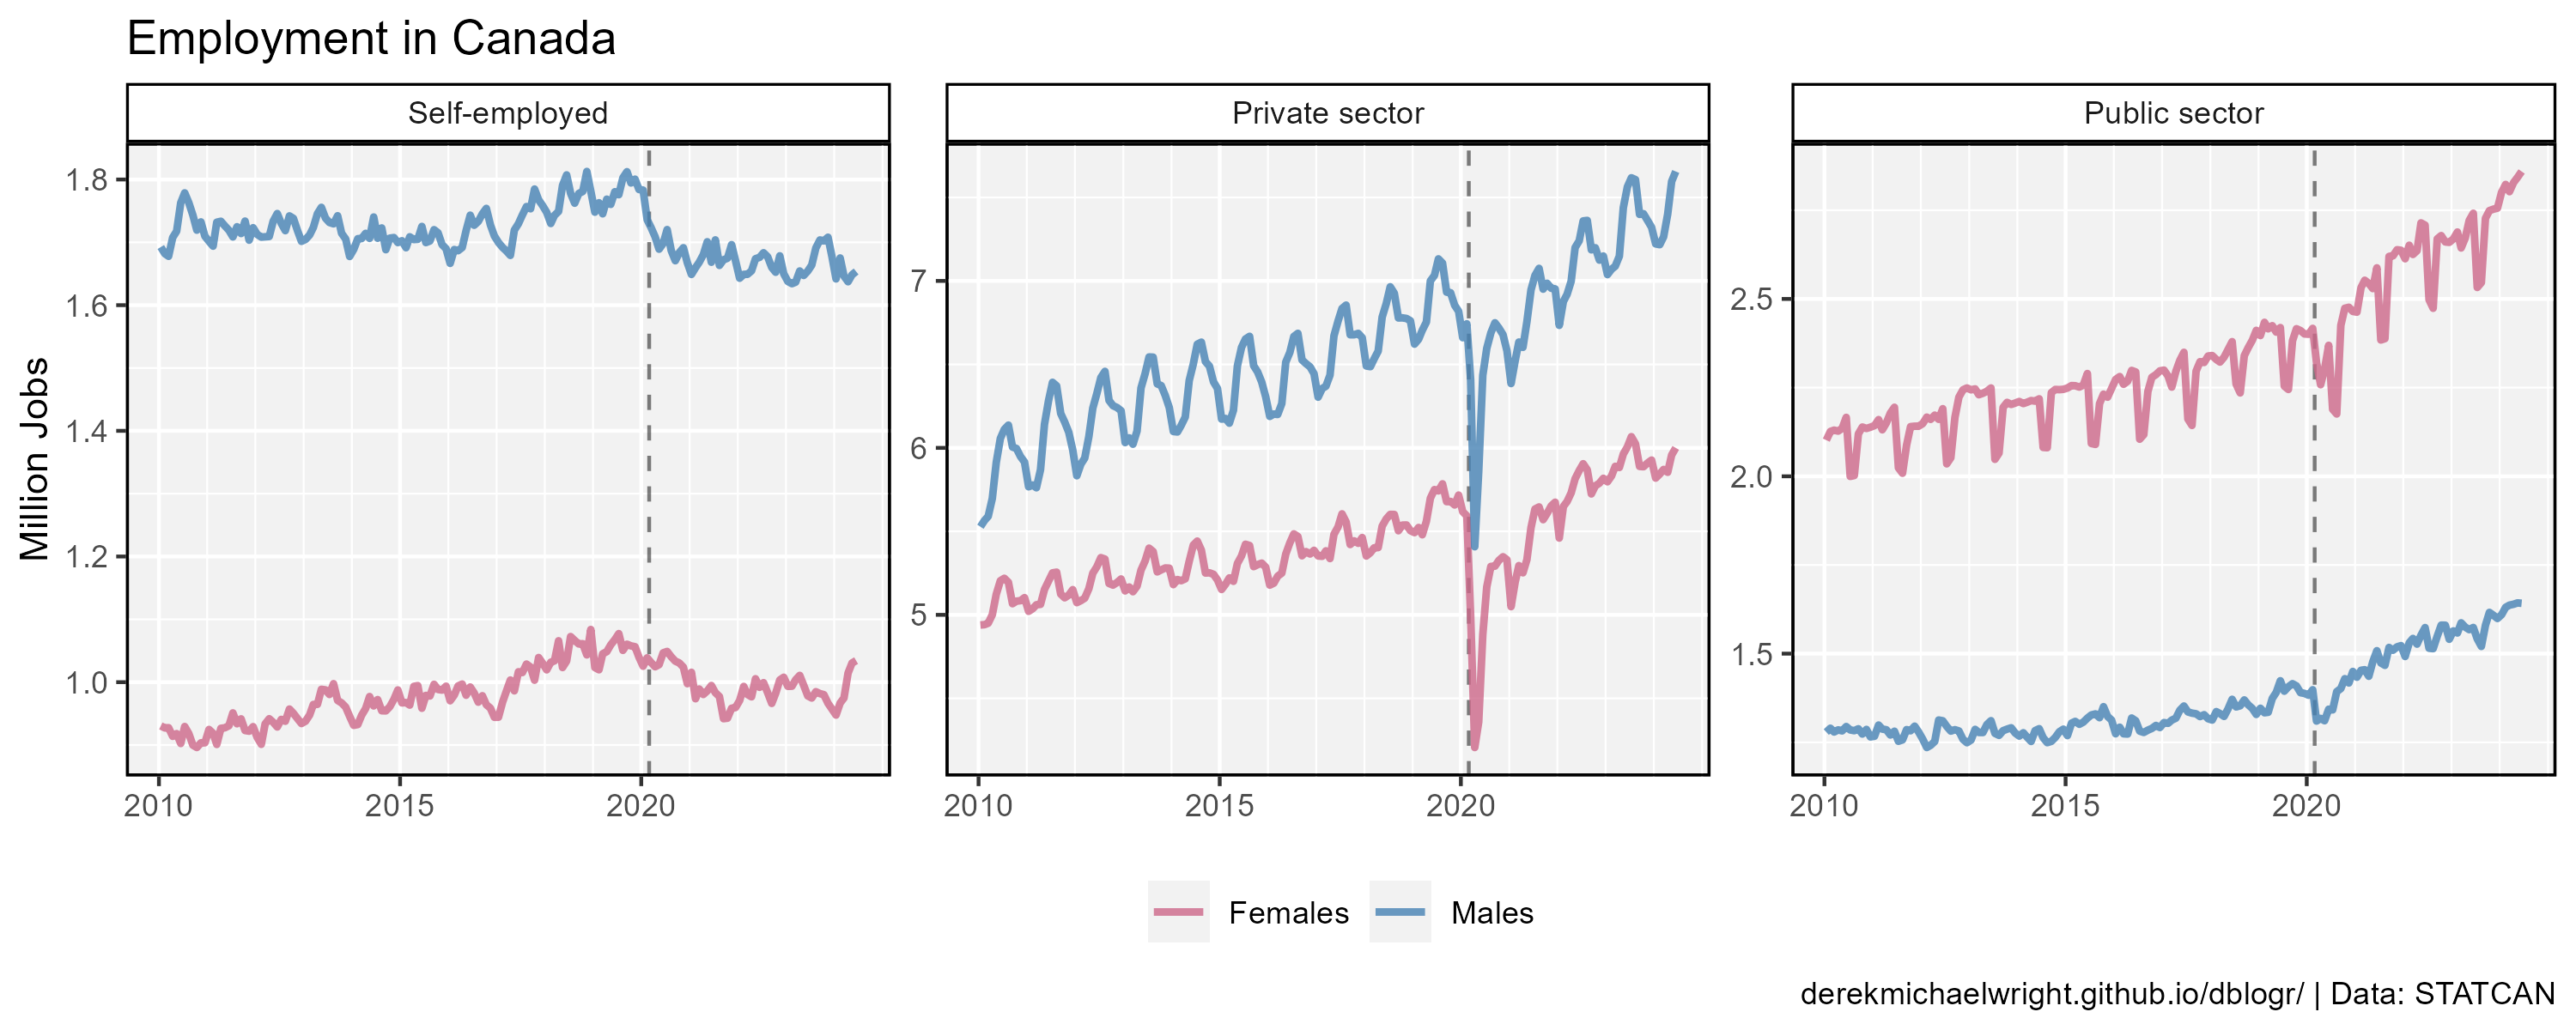 Employment in Canada
Self-employed
Private sector
Public sector
Million Jobs
1.8
1.6
1.4
1.2
1.0
7
6
5
2.5
2.0
1.5
2010 2015 2020
2010 2015 2020
2010 2015 2020
Females Males
derekmichaelwright.github.io/dblogr/ | Data: STATCAN